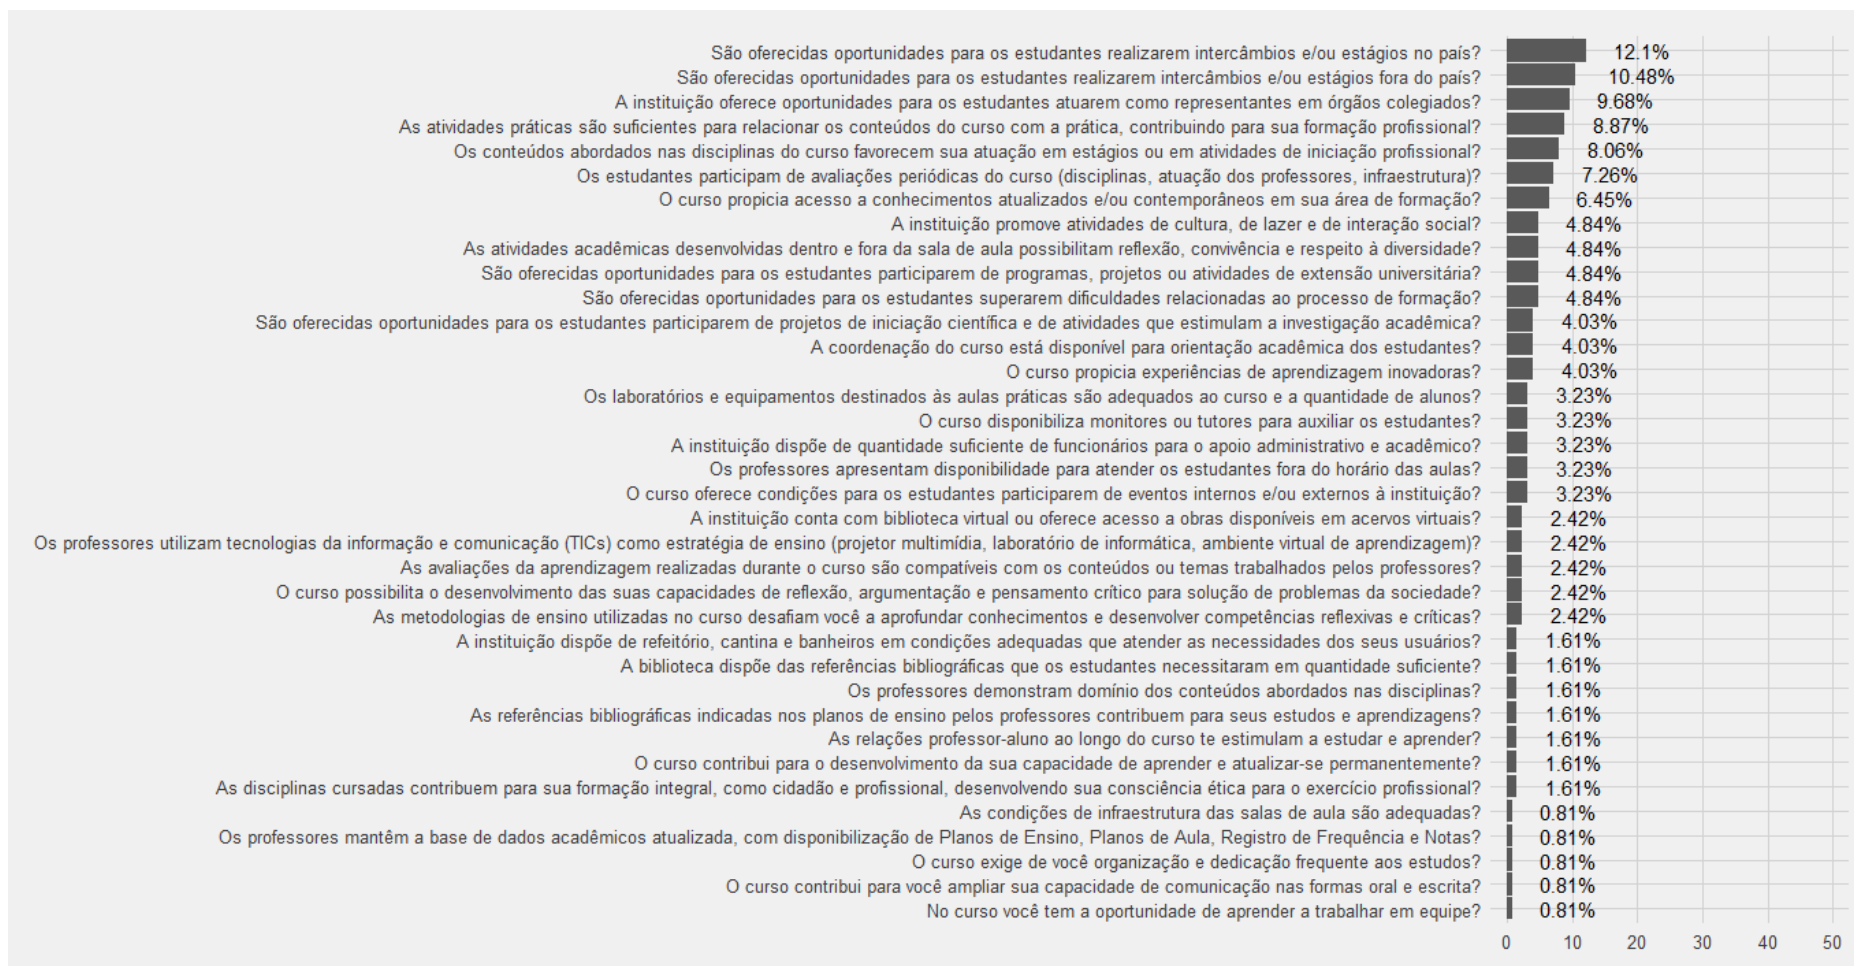 São oferecidas oportunidades para os estudantes realizarem intercâmbios e/ou estágios no país? 12.1%
São oferecidas oportunidades para os estudantes realizarem intercâmbios e/ou estágios fora do país? 10.48%
A instituição oferece oportunidades para os estudantes atuarem como representantes em órgãos colegiados? 9.68%
As atividades práticas são suficientes para relacionar os conteúdos do curso com a prática, contribuindo para sua formação profissional? 8.87%
Os conteúdos abordados nas disciplinas do curso favorecem sua atuação em estágios ou em atividades de iniciação profissional? 8.06%
Os estudantes participam de avaliações periódicas do curso (disciplinas, atuação dos professores, infraestrutura)? 7.26%
O curso propicia acesso a conhecimentos atualizados e/ou contemporâneos em sua área de formação? 6.45%
A instituição promove atividades de cultura, de lazer e de interação social? 4.84%
As atividades acadêmicas desenvolvidas dentro e fora da sala de aula possibilitam reflexão, convivência e respeito à diversidade? 4.84%
São oferecidas oportunidades para os estudantes participarem de programas, projetos ou atividades de extensão universitária? 4.84%
São oferecidas oportunidades para os estudantes superarem dificuldades relacionadas ao processo de formação? 4.84%
São oferecidas oportunidades para os estudantes participarem de projetos de iniciação científica e de atividades que estimulam a investigação acadêmica? 4.03%
A coordenação do curso está disponível para orientação acadêmica dos estudantes? 4.03%
O curso propicia experiências de aprendizagem inovadoras? 4.03%
Os laboratórios e equipamentos destinados às aulas práticas são adequados ao curso e a quantidade de alunos? 3.23%
O curso disponibiliza monitores ou tutores para auxiliar os estudantes? 3.23%
A instituição dispõe de quantidade suficiente de funcionários para o apoio administrativo e acadêmico? 3.23%
Os professores apresentam disponibilidade para atender os estudantes fora do horário das aulas? 3.23%
O curso oferece condições para os estudantes participarem de eventos internos e/ou externos à instituição? 3.23%
A instituição conta com biblioteca virtual ou oferece acesso a obras disponíveis em acervos virtuais? 2.42%
Os professores utilizam tecnologias da informação e comunicação (TICs) como estratégia de ensino (projetor multimídia, laboratório de informática, ambiente virtual de aprendizagem)? 2.42%
As avaliações da aprendizagem realizadas durante o curso são compatíveis com os conteúdos ou temas trabalhados pelos professores? 2.42%
O curso possibilita o desenvolvimento das suas capacidades de reflexão, argumentação e pensamento crítico para solução de problemas da sociedade? 2.42%
As metodologias de ensino utilizadas no curso desafiam você a aprofundar conhecimentos e desenvolver competências reflexivas e críticas? 2.42%
A instituição dispõe de refeitório, cantina e banheiros em condições adequadas que atender as necessidades dos seus usuários? 1.61%
A biblioteca dispõe das referências bibliográficas que os estudantes necessitaram em quantidade suficiente? 1.61%
Os professores demonstram domínio dos conteúdos abordados nas disciplinas? 1.61%
As referências bibliográficas indicadas nos planos de ensino pelos professores contribuem para seus estudos e aprendizagens? 1.61%
As relações professor-aluno ao longo do curso te estimulam a estudar e aprender? 1.61%
O curso contribui para o desenvolvimento da sua capacidade de aprender e atualizar-se permanentemente? 1.61%
As disciplinas cursadas contribuem para sua formação integral, como cidadão e profissional, desenvolvendo sua consciência ética para o exercício profissional? 1.61%
As condições de infraestrutura das salas de aula são adequadas? 0.81%
Os professores mantêm a base de dados acadêmicos atualizada, com disponibilização de Planos de Ensino, Planos de Aula, Registro de Frequência e Notas? 0.81%
O curso exige de você organização e dedicação frequente aos estudos? 0.81%
O curso contribui para você ampliar sua capacidade de comunicação nas formas oral e escrita? 0.81%
No curso você tem a oportunidade de aprender a trabalhar em equipe? 0.81%
0 10 20 30 40 50